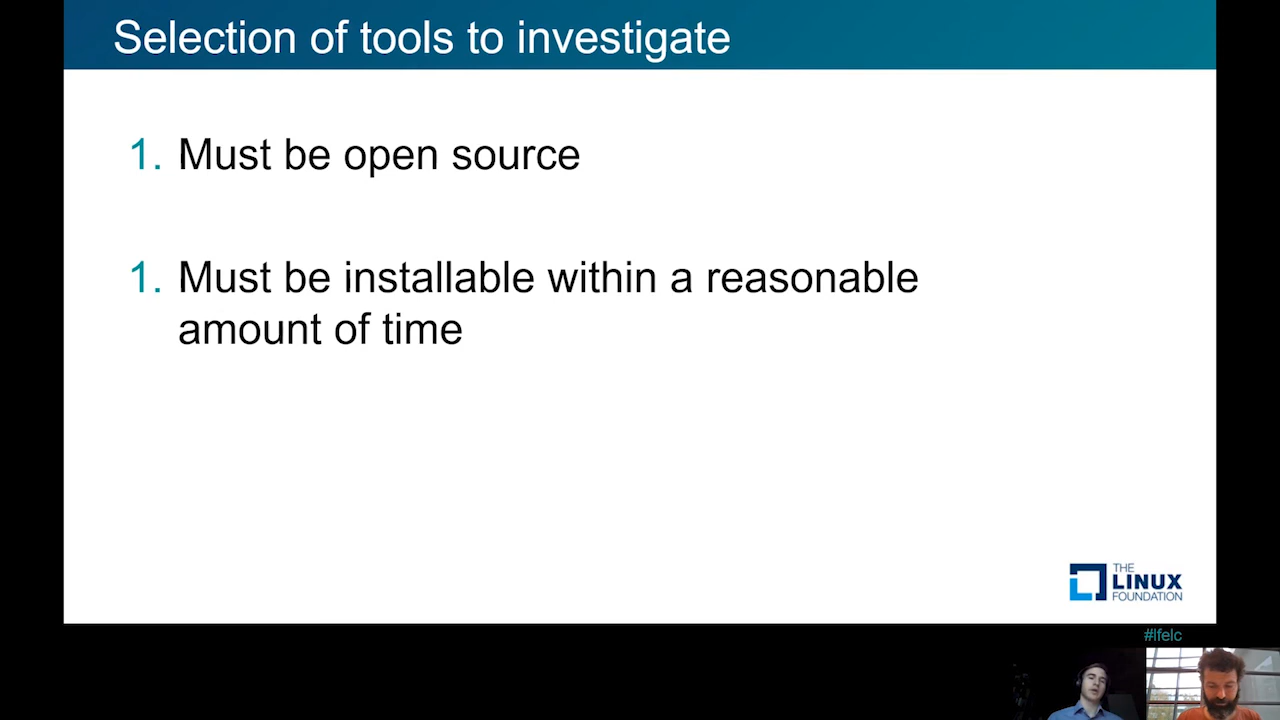 Selection of tools to investigate
1. Must be open source
1. Must be installable within a reasonable
amount of time
THE
LINUX
FOUNDATION
#lfelc